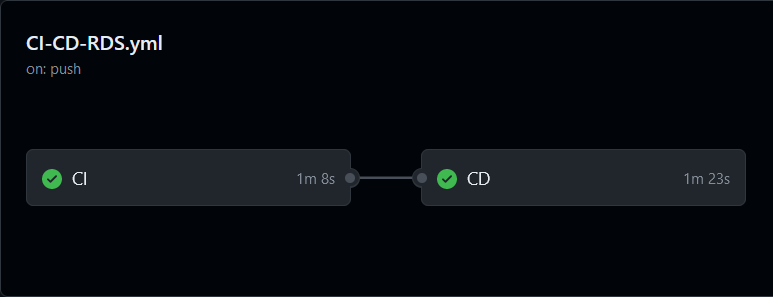 CI-CD-RDS.yml
on: push
CI 1m 8s
CD 1m 23s